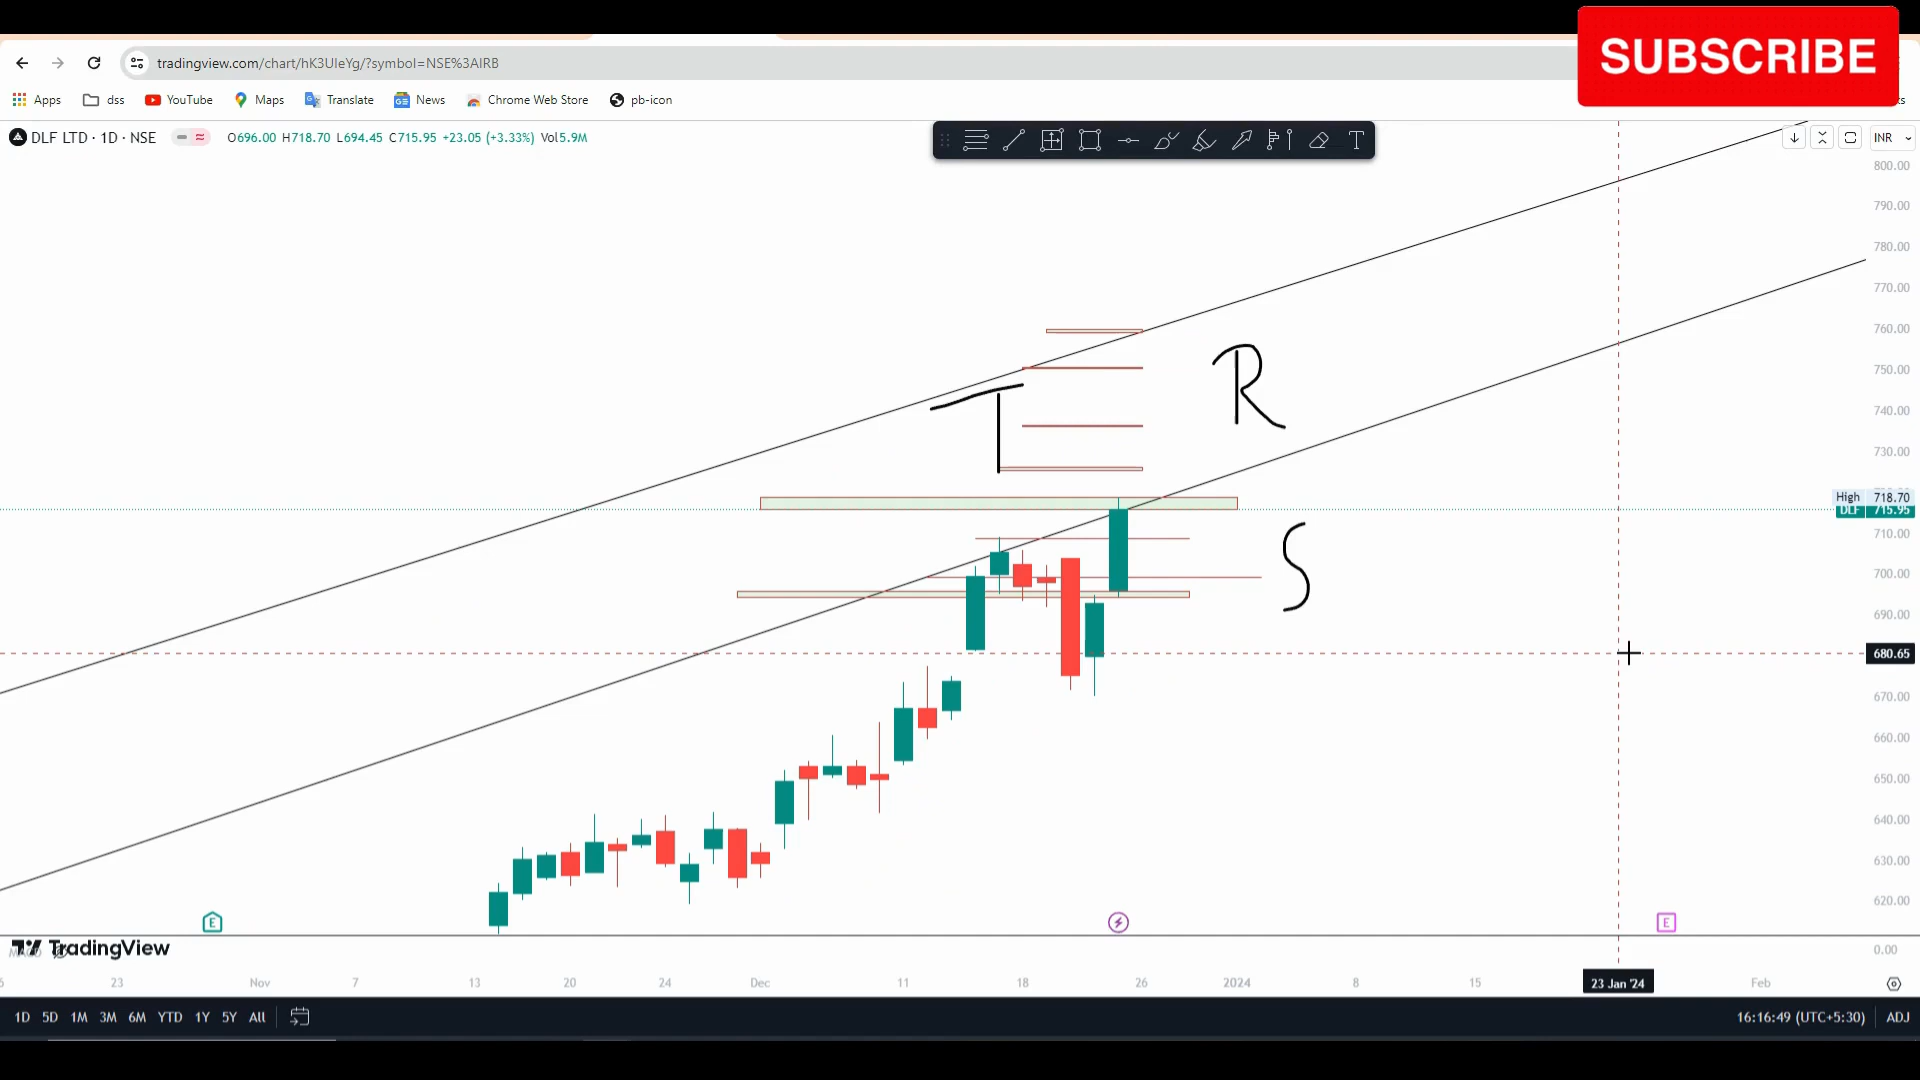 SUBSCRIBE
tradingview.com/chart/hK3UleYg/?symbol=NSE%3AIRB
Apps dss YouTube Maps Translate News Chrome Web Store pb-icon
DLF LTD · 1D · NSE O696.00 H718.70 L694.45 C715.95 +23.05 (+3.33%) Vol5.9M
T
INR
800.00
790.00
780.00
770.00
760.00
750.00
740.00
730.00
High 718.70
DLF 715.95
710.00
700.00
690.00
680.65
670.00
660.00
650.00
640.00
630.00
620.00
0.00
T
R
S
E
E
TradingView
23 Nov 7 13 20 24 Dec 11 18 26 2024 8 15 23 Jan '24 Feb
1D 5D 1M 3M 6M YTD 1Y 5Y All
16:16:49 (UTC+5:30) ADJ